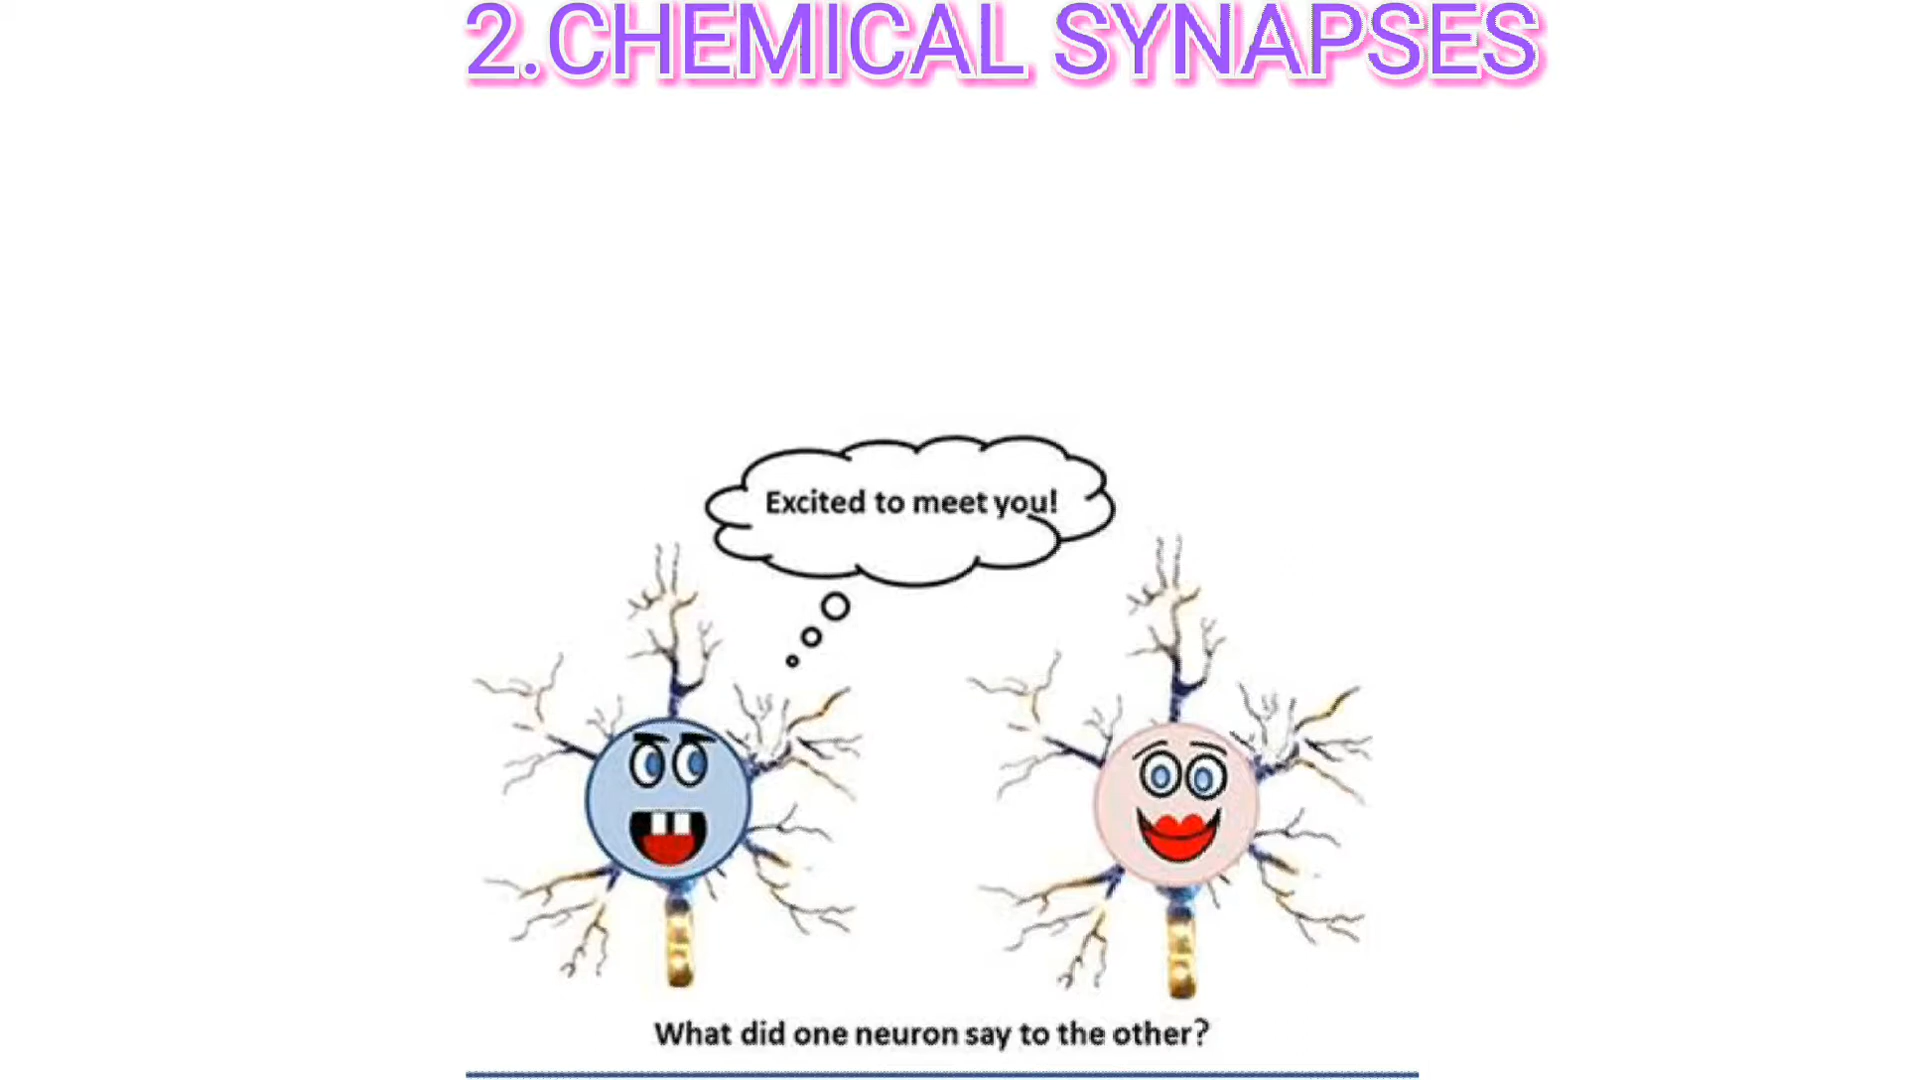 2.CHEMICAL SYNAPSES
Excited to meet you!
What did one neuron say to the other?